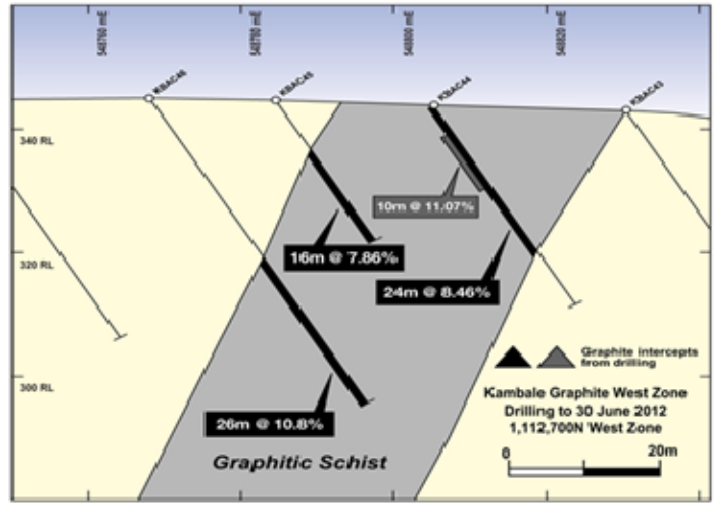 548760 mE
548780 mE
548800 mE
548820 mE
KBAC46
KBAC45
KBAC44
KBAC43
340 RL
320 RL
300 RL
10m @ 11.07%
16m @ 7.86%
24m @ 8.46%
26m @ 10.8%
Graphitic Schist
Graphite intercepts
from drilling
Kambale Graphite West Zone
Drilling to 30 June 2012
1,112,700N West Zone
0 20m